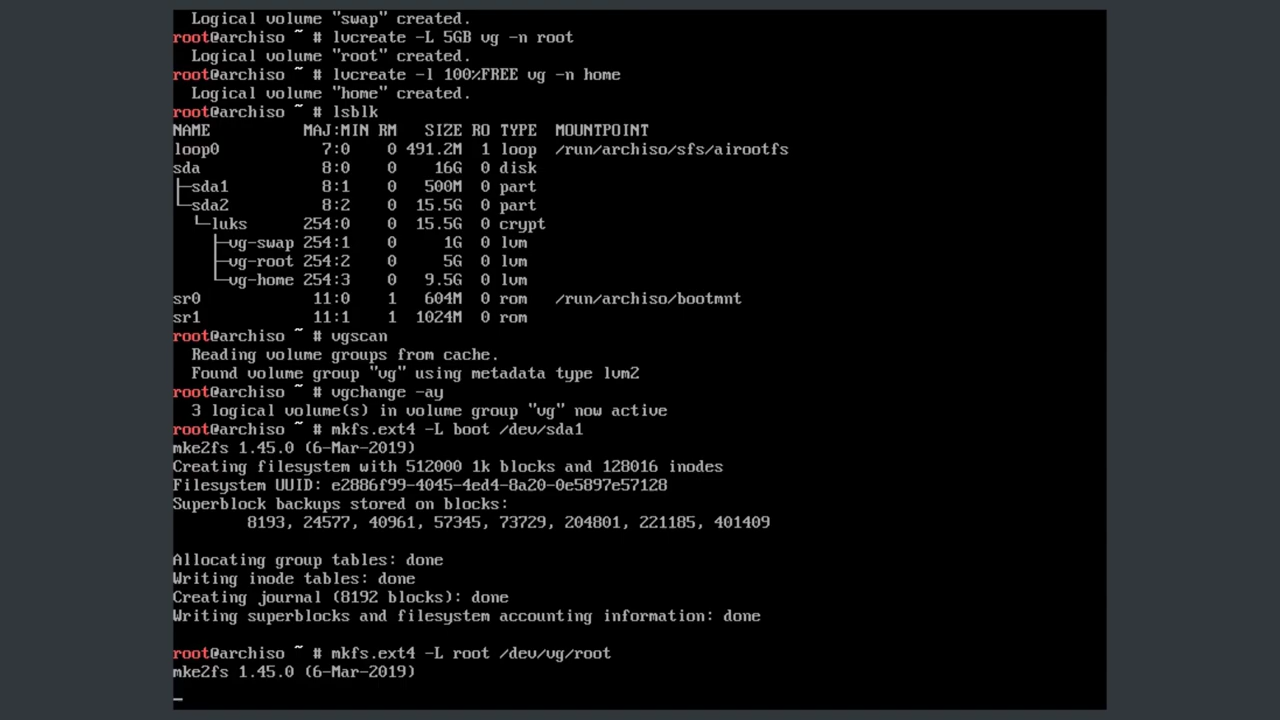 Logical volume "swap" created.
root@archiso ~ # lvcreate -L 5GB vg -n root
Logical volume "root" created.
root@archiso ~ # lvcreate -l 100%FREE vg -n home
Logical volume "home" created.
root@archiso ~ # lsblk
NAME MAJ:MIN RM SIZE RO TYPE MOUNTPOINT
loop0 7:0 0 491.2M 1 loop /run/archiso/sfs/airootfs
sda 8:0 0 16G 0 disk
├─sda1 8:1 0 500M 0 part
└─sda2 8:2 0 15.5G 0 part
└─luks 254:0 0 15.5G 0 crypt
├─vg-swap 254:1 0 1G 0 lvm
├─vg-root 254:2 0 5G 0 lvm
└─vg-home 254:3 0 9.5G 0 lvm
sr0 11:0 1 604M 0 rom /run/archiso/bootmnt
sr1 11:1 1 1024M 0 rom
root@archiso ~ # vgscan
Reading volume groups from cache.
Found volume group "vg" using metadata type lvm2
root@archiso ~ # vgchange -ay
3 logical volume(s) in volume group "vg" now active
root@archiso ~ # mkfs.ext4 -L boot /dev/sda1
mke2fs 1.45.0 (6-Mar-2019)
Creating filesystem with 512000 1k blocks and 128016 inodes
Filesystem UUID: e2886f99-4045-4ed4-8a20-0e5897e57128
Superblock backups stored on blocks:
8193, 24577, 40961, 57345, 73729, 204801, 221185, 401409
Allocating group tables: done
Writing inode tables: done
Creating journal (8192 blocks): done
Writing superblocks and filesystem accounting information: done
root@archiso ~ # mkfs.ext4 -L root /dev/vg/root
mke2fs 1.45.0 (6-Mar-2019)